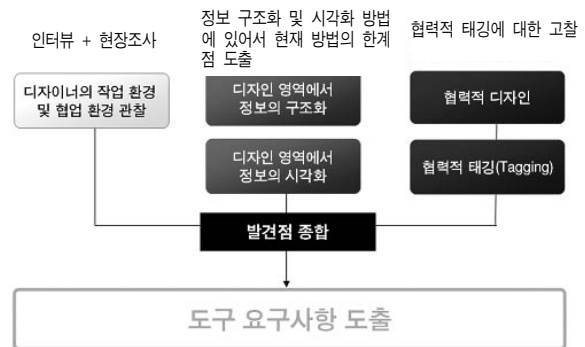 인터뷰 + 현장조사
정보 구조화 및 시각화 방법
에 있어서 현재 방법의 한계
점 도출
협력적 태깅에 대한 고찰
디자이너의 작업 환경
및 협업 환경 관찰
디자인 영역에서
정보의 구조화
협력적 디자인
디자인 영역에서
정보의 시각화
협력적 태깅(Tagging)
발견점 종합
도구 요구사항 도출